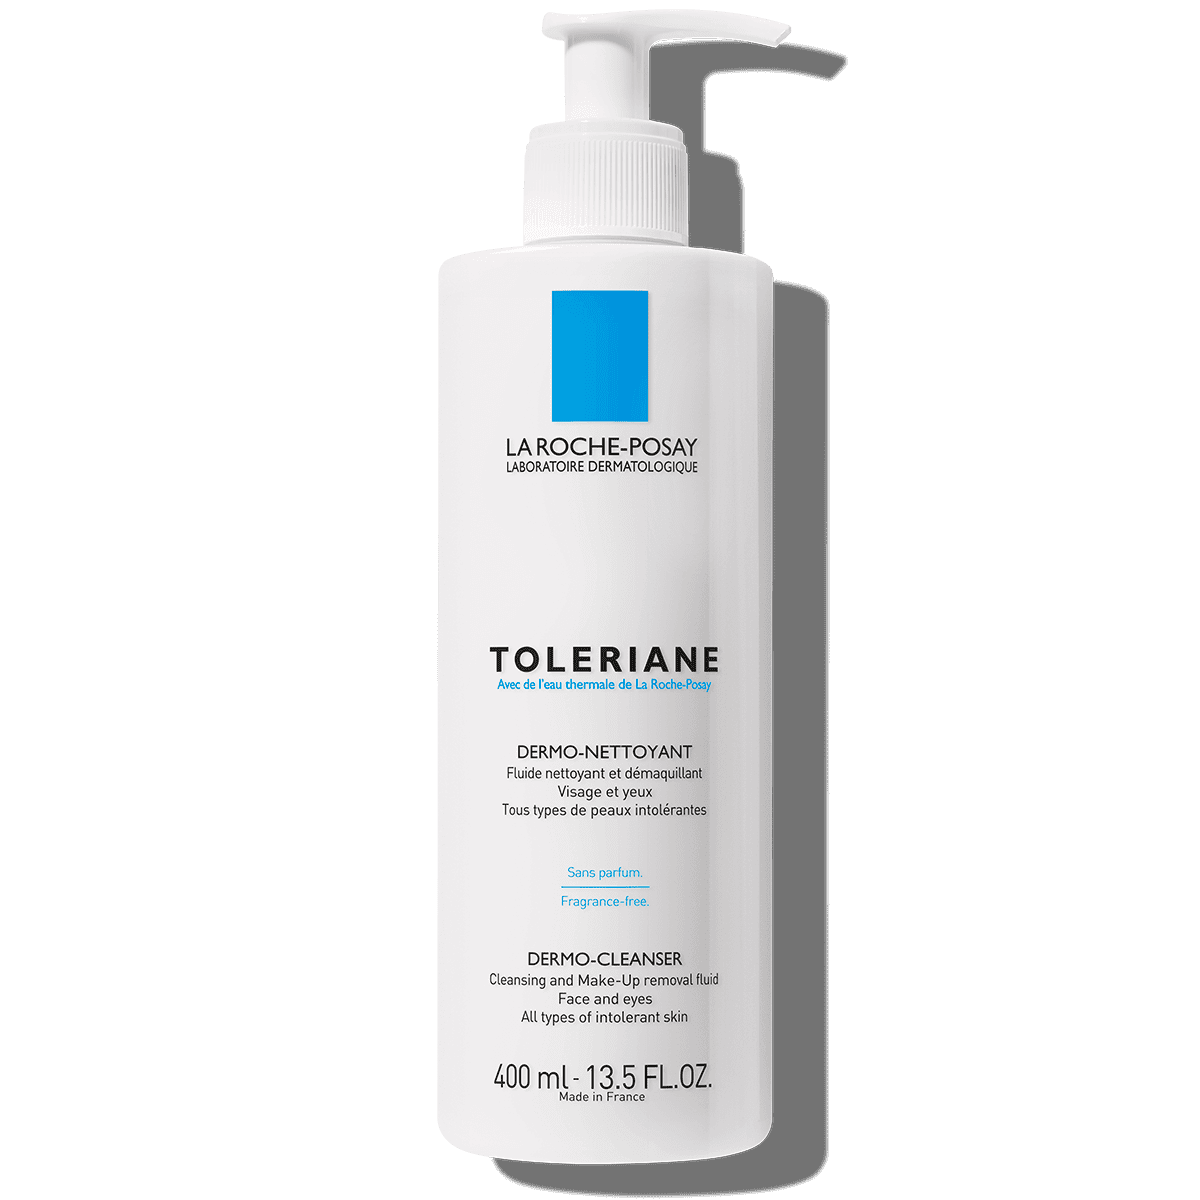 LA ROCHE-POSAY
LABORATOIRE DERMATOLOGIQUE
TOLERIANE
Avec de l'eau thermale de La Roche-Posay
DERMO-NETTOYANT
Fluide nettoyant et démaquillant
Visage et yeux
Tous types de peaux intolérantes
Sans parfum.
Fragrance-free.
DERMO-CLEANSER
Cleansing and Make-Up removal fluid
Face and eyes
All types of intolerant skin
400 ml - 13.5 FL.OZ.
Made in France